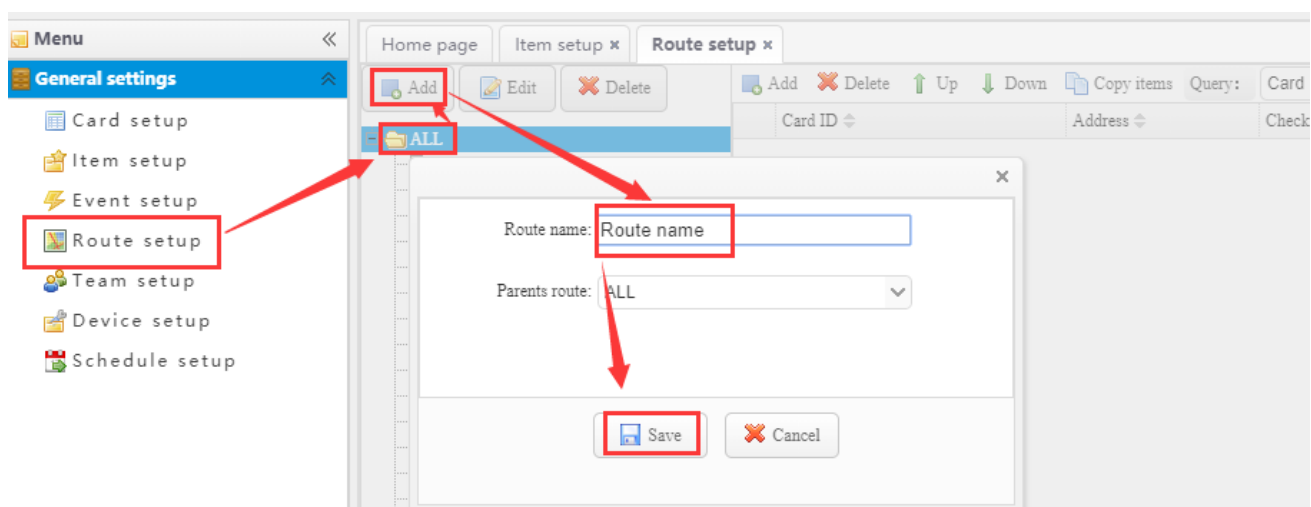 Menu
General settings
Card setup
Item setup
Event setup
Route setup
Team setup
Device setup
Schedule setup
Home page Item setup × Route setup ×
Add Edit Delete
ALL
Add Delete Up Down Copy items Query: Card
Card ID Address Check
Route name: Route name
Parents route: ALL
Save Cancel